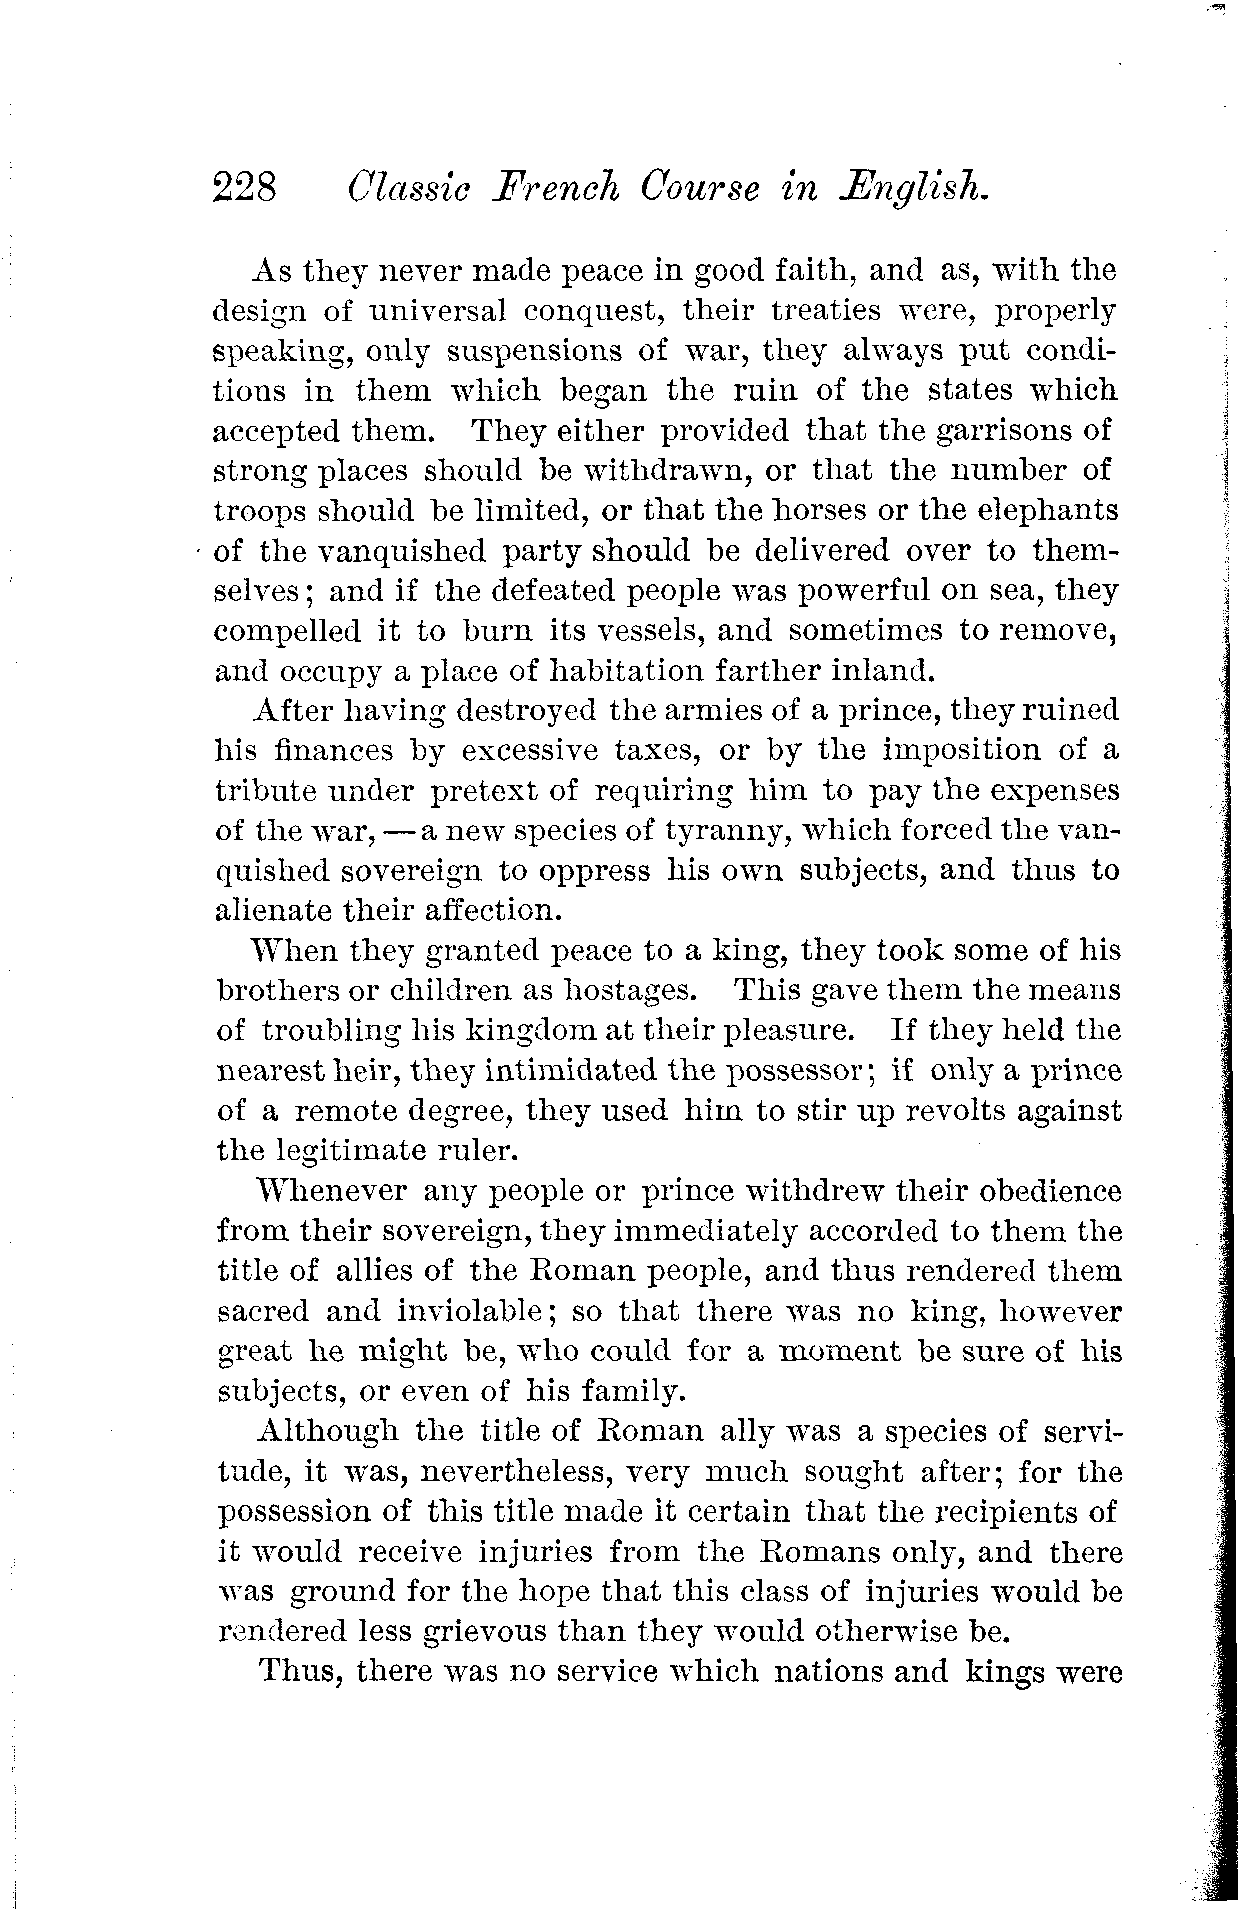 228 Classic French Course in English.
As they never made peace in good faith, and as, with the
design of universal conquest, their treaties were, properly
speaking, only suspensions of war, they always put condi-
tions in them which began the ruin of the states which
accepted them. They either provided that the garrisons of
strong places should be withdrawn, or that the number of
troops should be limited, or that the horses or the elephants
of the vanquished party should be delivered over to them-
selves; and if the defeated people was powerful on sea, they
compelled it to burn its vessels, and sometimes to remove,
and occupy a place of habitation farther inland.
After having destroyed the armies of a prince, they ruined
his finances by excessive taxes, or by the imposition of a
tribute under pretext of requiring him to pay the expenses
of the war, — a new species of tyranny, which forced the van-
quished sovereign to oppress his own subjects, and thus to
alienate their affection.
When they granted peace to a king, they took some of his
brothers or children as hostages. This gave them the means
of troubling his kingdom at their pleasure. If they held the
nearest heir, they intimidated the possessor; if only a prince
of a remote degree, they used him to stir up revolts against
the legitimate ruler.
Whenever any people or prince withdrew their obedience
from their sovereign, they immediately accorded to them the
title of allies of the Roman people, and thus rendered them
sacred and inviolable; so that there was no king, however
great he might be, who could for a moment be sure of his
subjects, or even of his family.
Although the title of Roman ally was a species of servi-
tude, it was, nevertheless, very much sought after; for the
possession of this title made it certain that the recipients of
it would receive injuries from the Romans only, and there
was ground for the hope that this class of injuries would be
rendered less grievous than they would otherwise be.
Thus, there was no service which nations and kings were